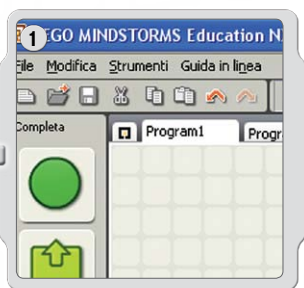 1
EGO MINDSTORMS Education N
File Modifica Strumenti Guida in linea
Completa
Program1
Progr